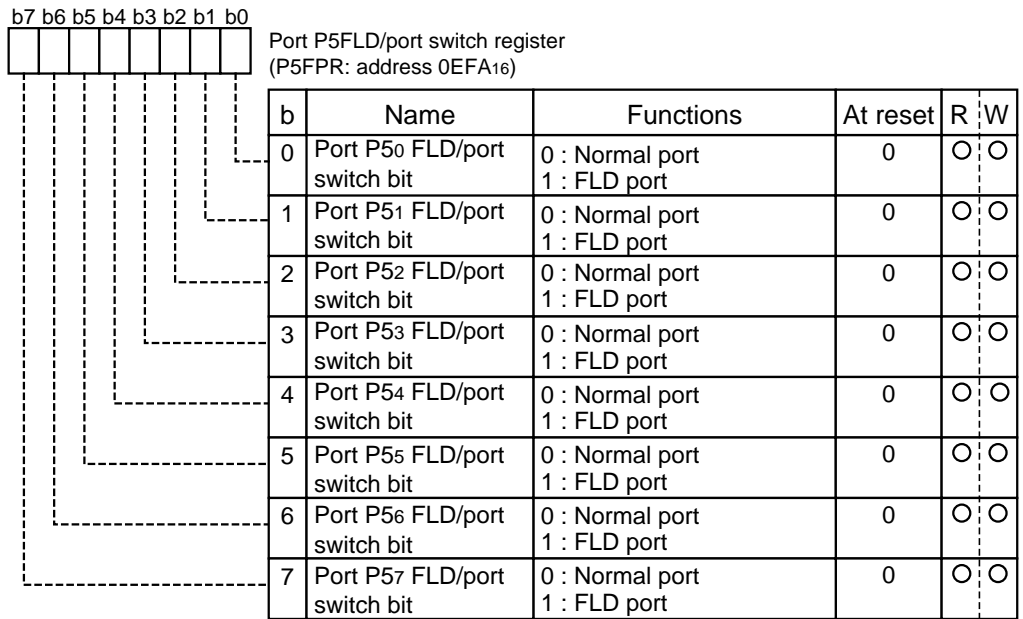 b7 b6 b5 b4 b3 b2 b1 b0
Port P5FLD/port switch register
(P5FPR: address 0EFA16)
b Name Functions At reset R W
0 Port P50 FLD/port switch bit 0 : Normal port 1 : FLD port 0 O O
1 Port P51 FLD/port switch bit 0 : Normal port 1 : FLD port 0 O O
2 Port P52 FLD/port switch bit 0 : Normal port 1 : FLD port 0 O O
3 Port P53 FLD/port switch bit 0 : Normal port 1 : FLD port 0 O O
4 Port P54 FLD/port switch bit 0 : Normal port 1 : FLD port 0 O O
5 Port P55 FLD/port switch bit 0 : Normal port 1 : FLD port 0 O O
6 Port P56 FLD/port switch bit 0 : Normal port 1 : FLD port 0 O O
7 Port P57 FLD/port switch bit 0 : Normal port 1 : FLD port 0 O O